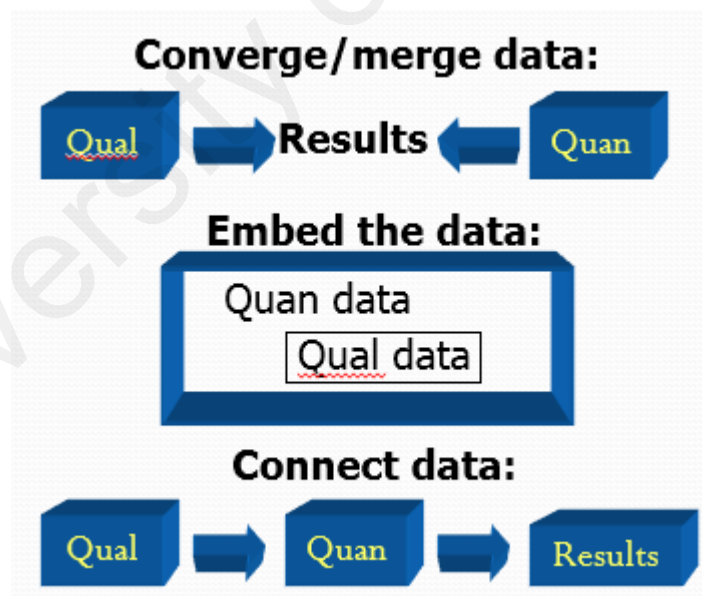 Converge/merge data:
Qual Results Quan
Embed the data:
Quan data
Qual data
Connect data:
Qual Quan Results